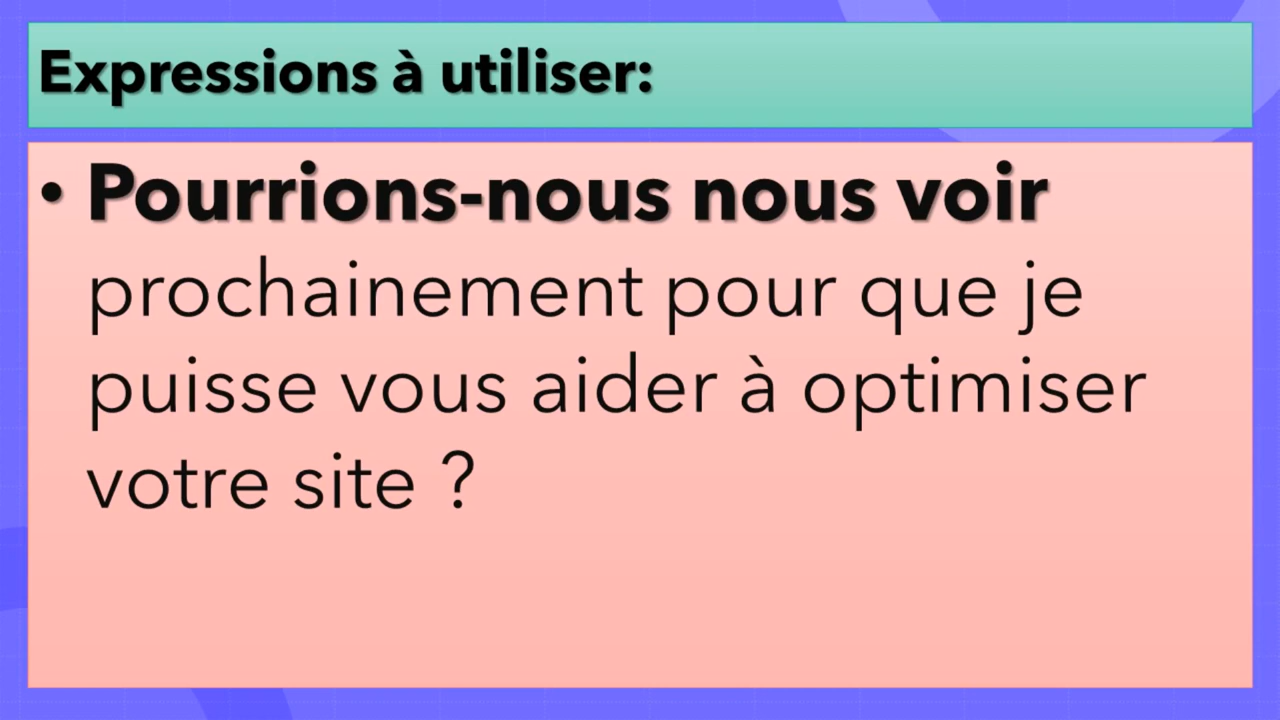 Expressions à utiliser:
• Pourrions-nous nous voir
prochainement pour que je
puisse vous aider à optimiser
votre site ?